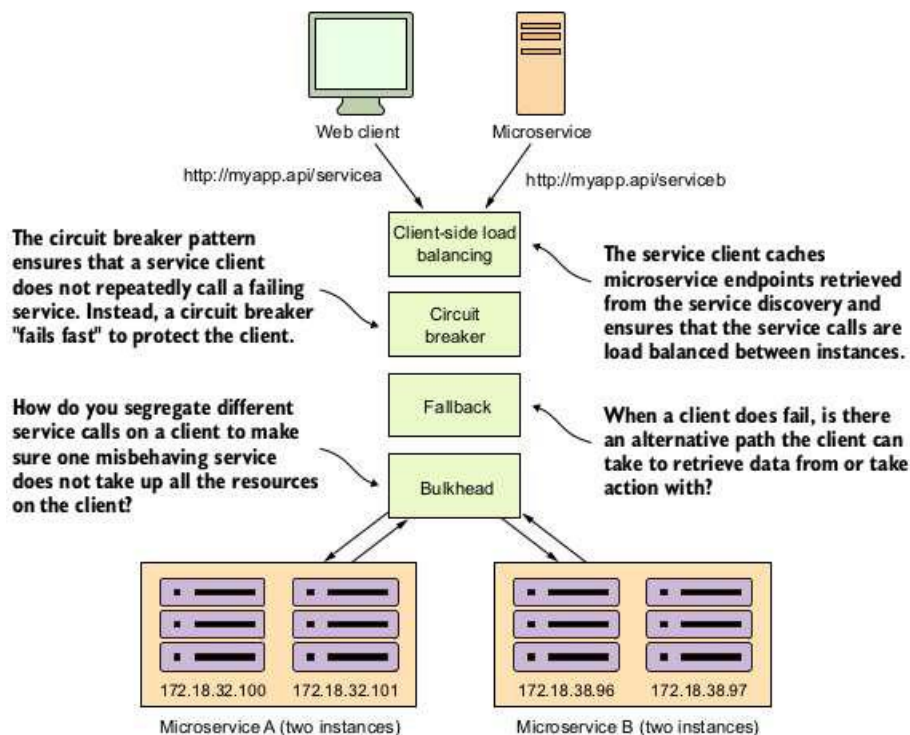 Web client
Microservice
http://myapp.api/servicea
http://myapp.api/serviceb
Client-side load
balancing
The circuit breaker pattern
ensures that a service client
does not repeatedly call a failing
service. Instead, a circuit breaker
"fails fast" to protect the client.
The service client caches
microservice endpoints retrieved
from the service discovery and
ensures that the service calls are
load balanced between instances.
Circuit
breaker
Fallback
How do you segregate different
service calls on a client to make
sure one misbehaving service
does not take up all the resources
on the client?
When a client does fail, is there
an alternative path the client can
take to retrieve data from or take
action with?
Bulkhead
172.18.32.100
172.18.32.101
172.18.38.96
172.18.38.97
Microservice A (two instances)
Microservice B (two instances)